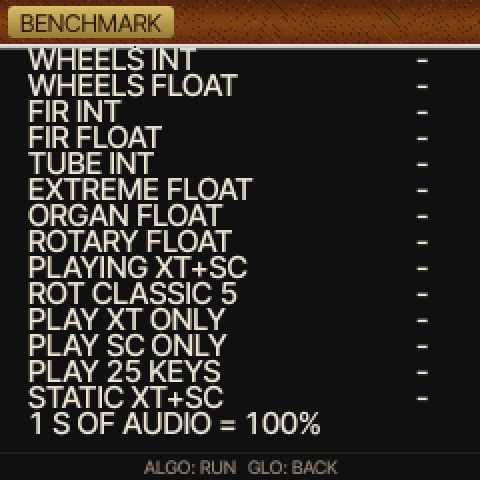 BENCHMARK
WHEELS INT -
WHEELS FLOAT -
FIR INT -
FIR FLOAT -
TUBE INT -
EXTREME FLOAT -
ORGAN FLOAT -
ROTARY FLOAT -
PLAYING XT+SC -
ROT CLASSIC 5 -
PLAY XT ONLY -
PLAY SC ONLY -
PLAY 25 KEYS -
STATIC XT+SC -
1 S OF AUDIO = 100%
ALGO: RUN GLO: BACK